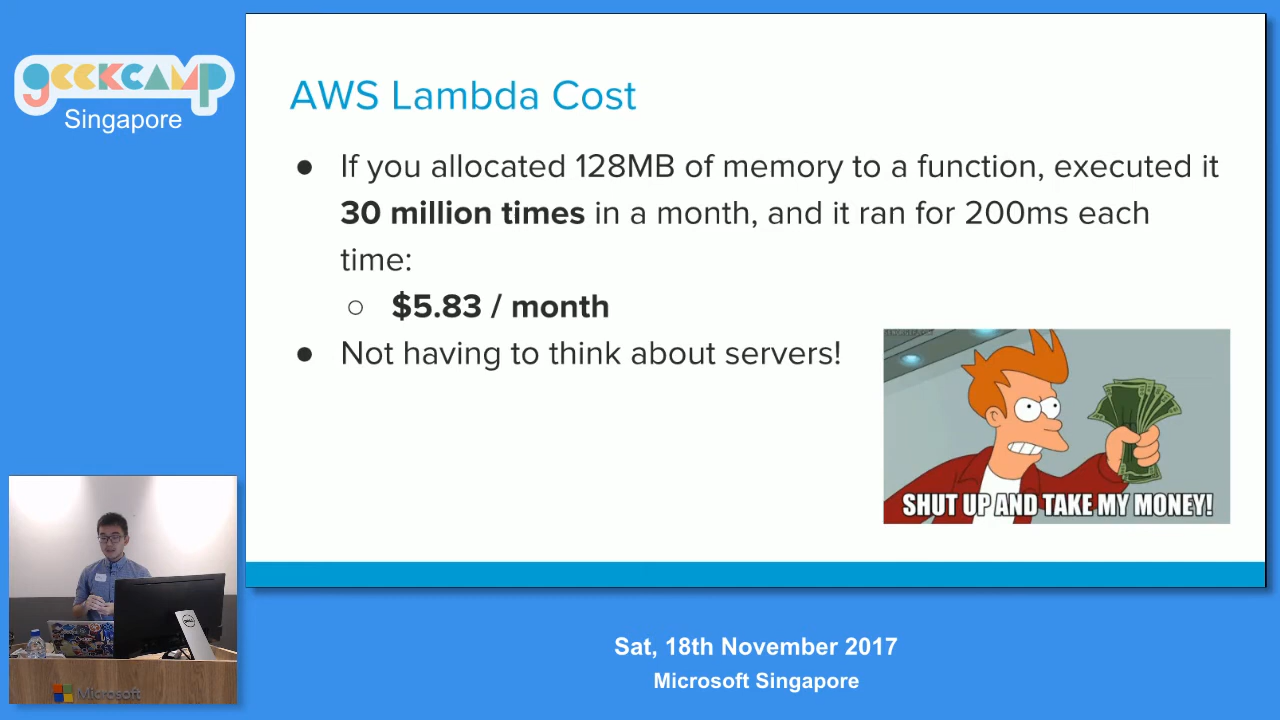 geekcamp
Singapore
AWS Lambda Cost
● If you allocated 128MB of memory to a function, executed it
30 million times in a month, and it ran for 200ms each
time:
○ $5.83 / month
● Not having to think about servers!
SHUT UP AND TAKE MY MONEY!
DELL
Microsoft
Sat, 18th November 2017
Microsoft Singapore